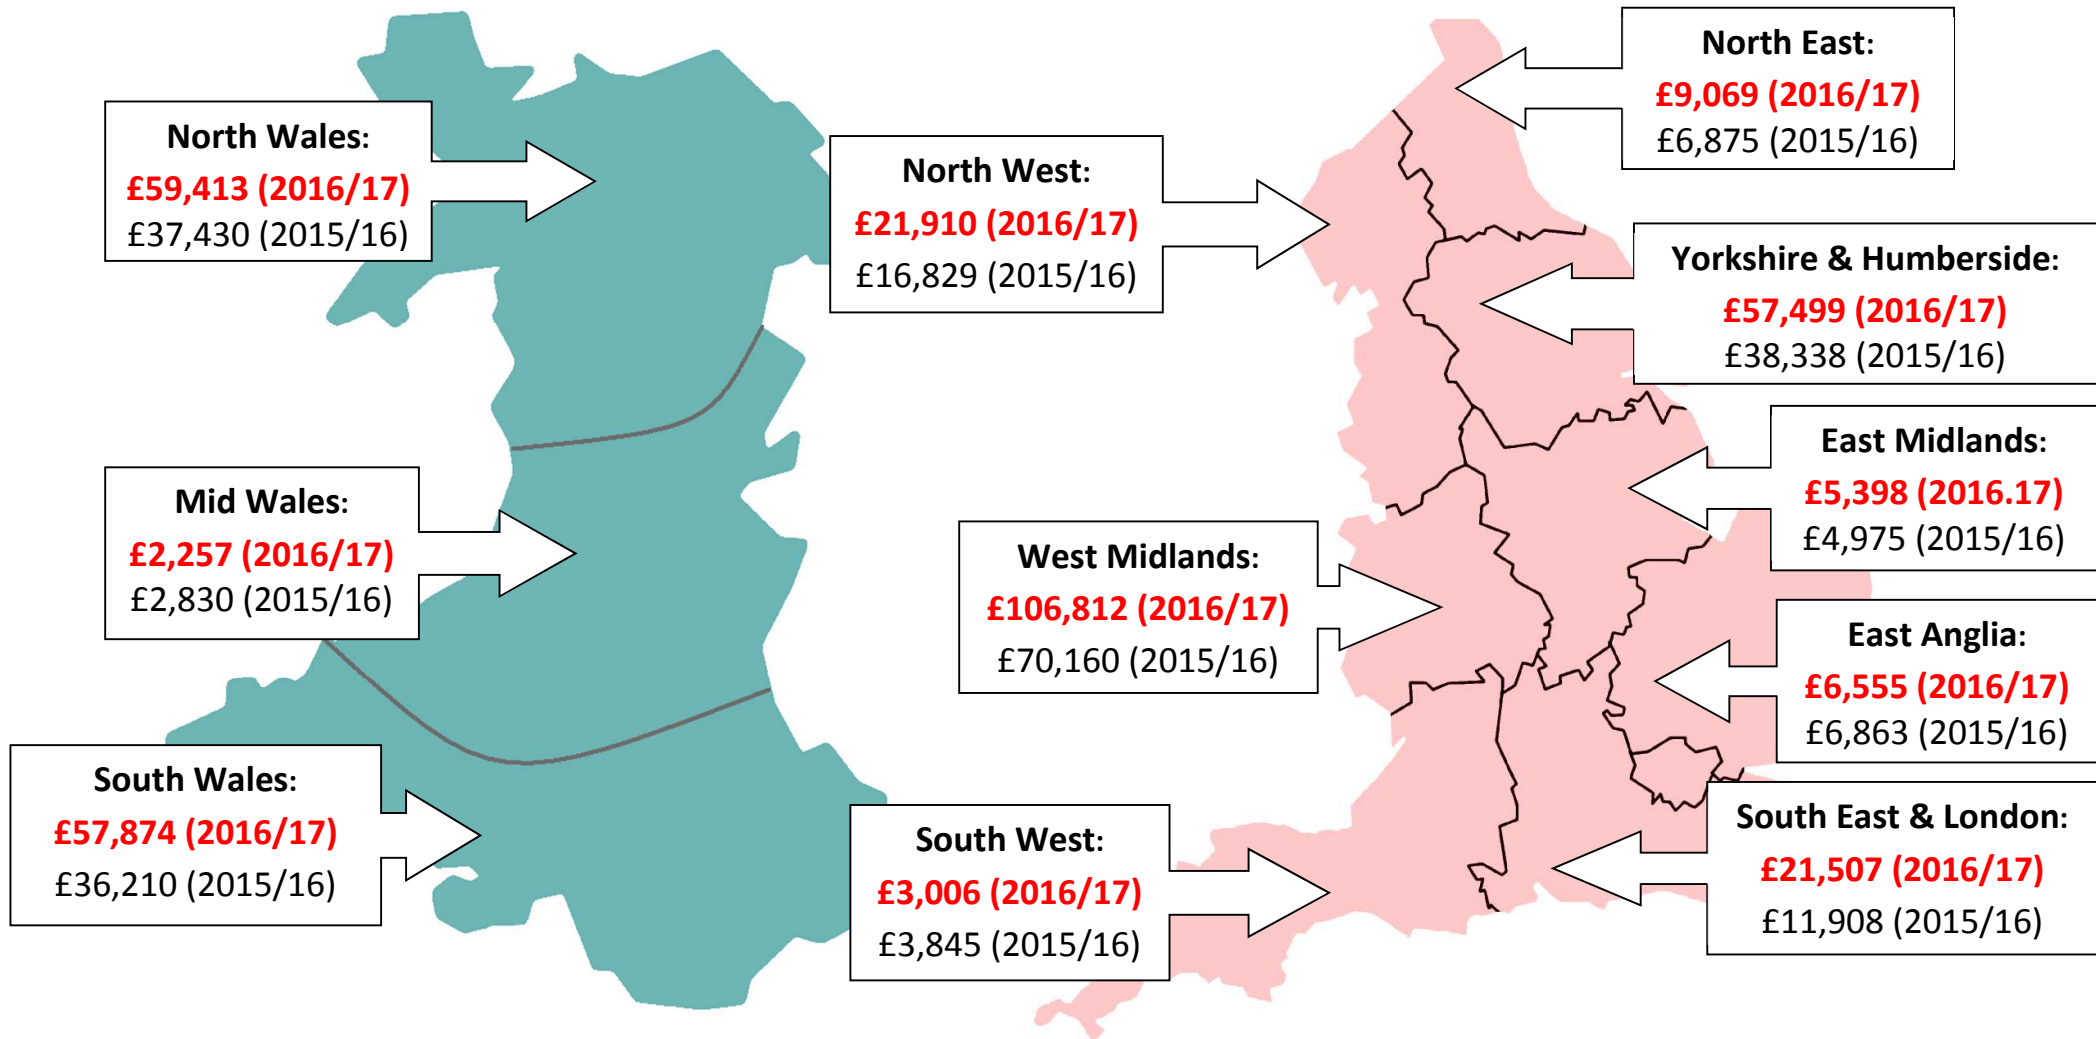 North Wales:
£59,413 (2016/17)
£37,430 (2015/16)
Mid Wales:
£2,257 (2016/17)
£2,830 (2015/16)
South Wales:
£57,874 (2016/17)
£36,210 (2015/16)
North West:
£21,910 (2016/17)
£16,829 (2015/16)
West Midlands:
£106,812 (2016/17)
£70,160 (2015/16)
South West:
£3,006 (2016/17)
£3,845 (2015/16)
North East:
£9,069 (2016/17)
£6,875 (2015/16)
Yorkshire & Humberside:
£57,499 (2016/17)
£38,338 (2015/16)
East Midlands:
£5,398 (2016.17)
£4,975 (2015/16)
East Anglia:
£6,555 (2016/17)
£6,863 (2015/16)
South East & London:
£21,507 (2016/17)
£11,908 (2015/16)